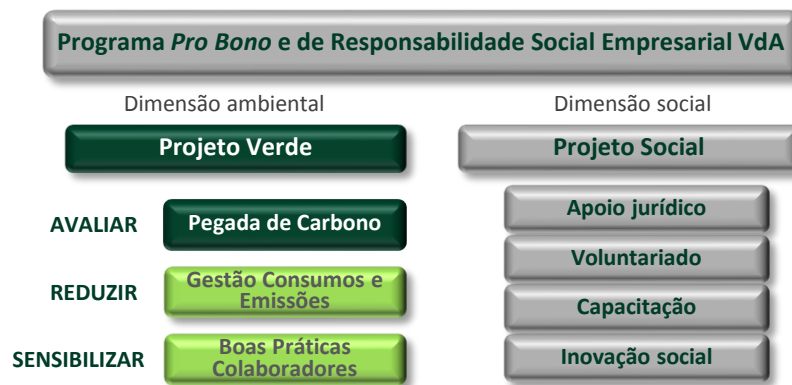 Programa Pro Bono e de Responsabilidade Social Empresarial VdA
Dimensão ambiental
Projeto Verde
AVALIAR
Pegada de Carbono
REDUZIR
Gestão Consumos e
Emissões
SENSIBILIZAR
Boas Práticas
Colaboradores
Dimensão social
Projeto Social
Apoio jurídico
Voluntariado
Capacitação
Inovação social